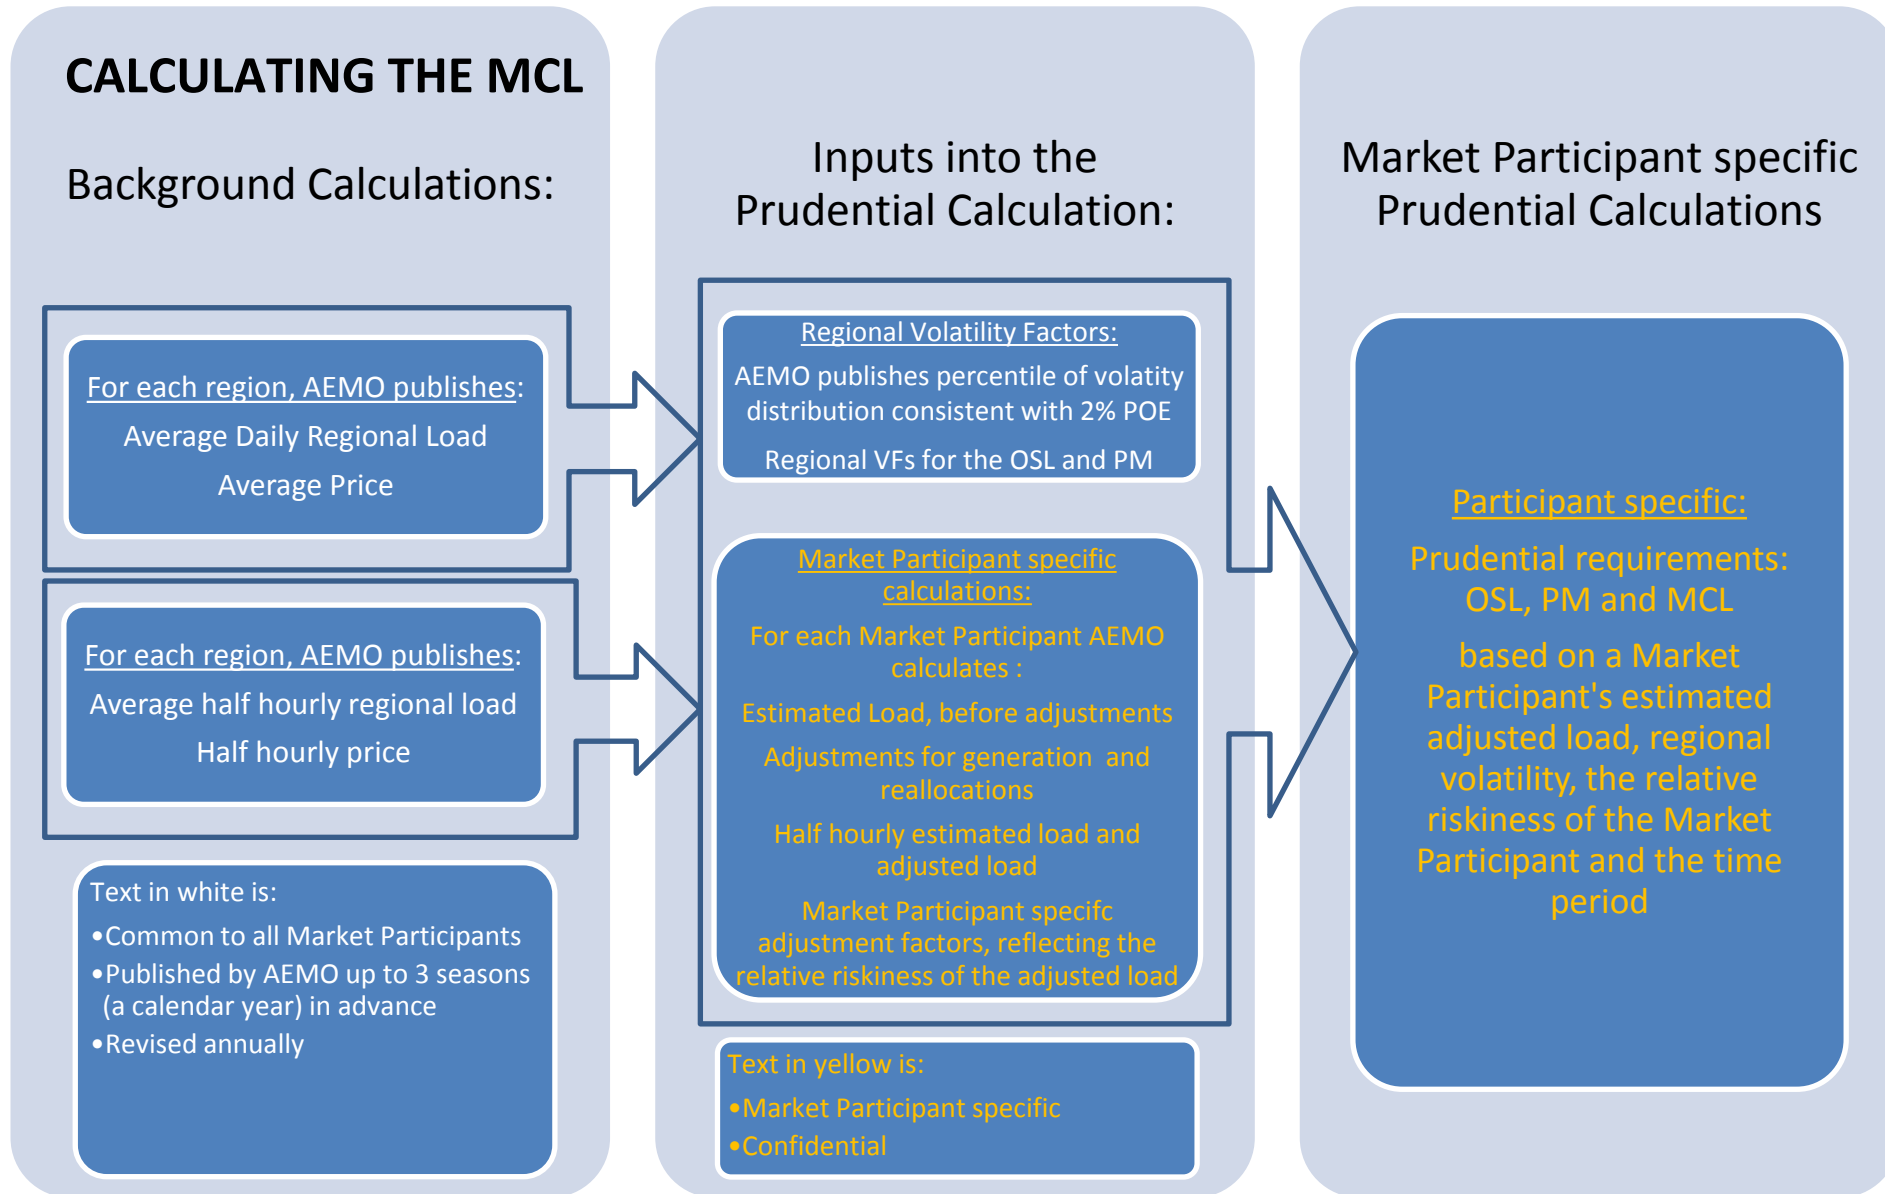 CALCULATING THE MCL
Background Calculations:
For each region, AEMO publishes:
Average Daily Regional Load
Average Price
For each region, AEMO publishes:
Average half hourly regional load
Half hourly price
Text in white is:
•Common to all Market Participants
•Published by AEMO up to 3 seasons
(a calendar year) in advance
•Revised annually
Inputs into the
Prudential Calculation:
Regional Volatility Factors:
AEMO publishes percentile of volatity
distribution consistent with 2% POE
Regional VFs for the OSL and PM
Market Participant specific
calculations:
For each Market Participant AEMO
calculates :
Estimated Load, before adjustments
Adjustments for generation  and
reallocations
Half hourly estimated load and
adjusted load
Market Participant specifc
adjustment factors, reflecting the
relative riskiness of the adjusted load
Text in yellow is:
•Market Participant specific
•Confidential
Market Participant specific
Prudential Calculations
Participant specific:
Prudential requirements:
OSL, PM and MCL
based on a Market
Participant's estimated
adjusted load, regional
volatility, the relative
riskiness of the Market
Participant and the time
period